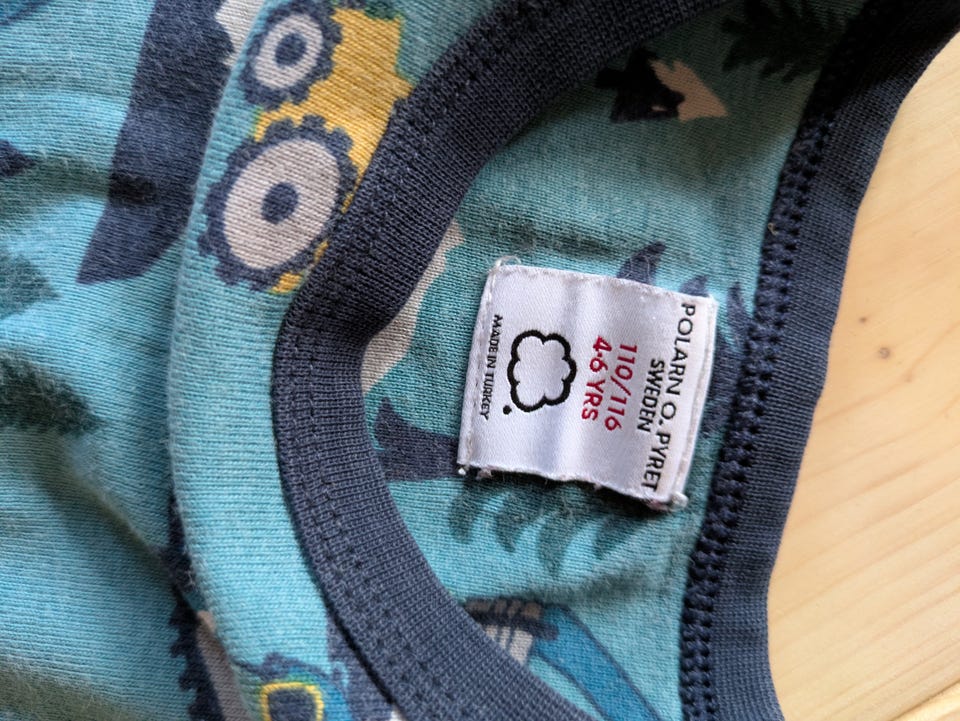 POLARN O. PYRET
SWEDEN
110/116
4-6 YRS
MADE IN TURKEY